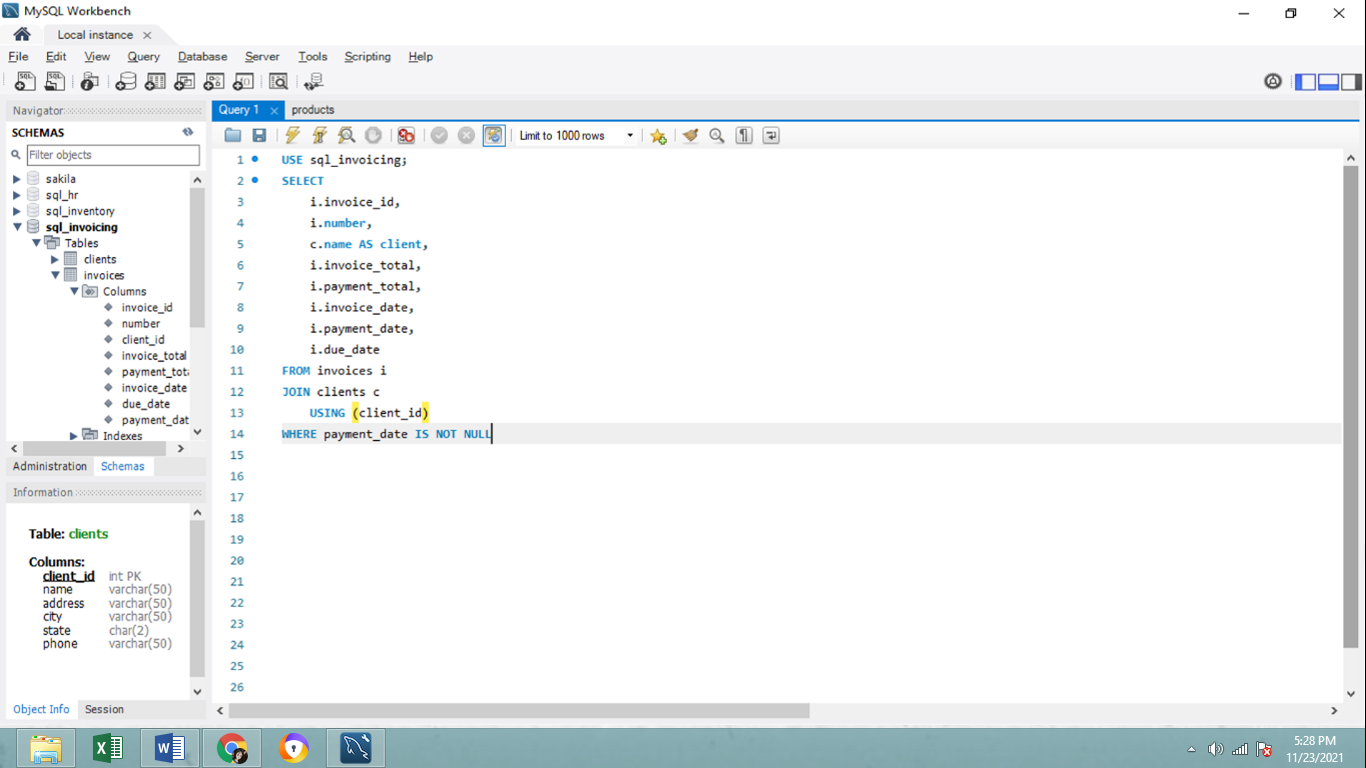 MySQL Workbench
Local instance
File Edit View Query Database Server Tools Scripting Help
Navigator
SCHEMAS
Filter objects
sakila
sql_hr
sql_inventory
sql_invoicing
Tables
clients
invoices
Columns
invoice_id
number
client_id
invoice_total
payment_tot
invoice_date
due_date
payment_dat
Indexes
Administration Schemas
Information
Table: clients
Columns:
client_id int PK
name varchar(50)
address varchar(50)
city varchar(50)
state char(2)
phone varchar(50)
Object Info Session
Query 1 products
Limit to 1000 rows
1 USE sql_invoicing;
2 SELECT
3 i.invoice_id,
4 i.number,
5 c.name AS client,
6 i.invoice_total,
7 i.payment_total,
8 i.invoice_date,
9 i.payment_date,
10 i.due_date
11 FROM invoices i
12 JOIN clients c
13 USING (client_id)
14 WHERE payment_date IS NOT NULL
15
16
17
18
19
20
21
22
23
24
25
26
5:28 PM
11/23/2021